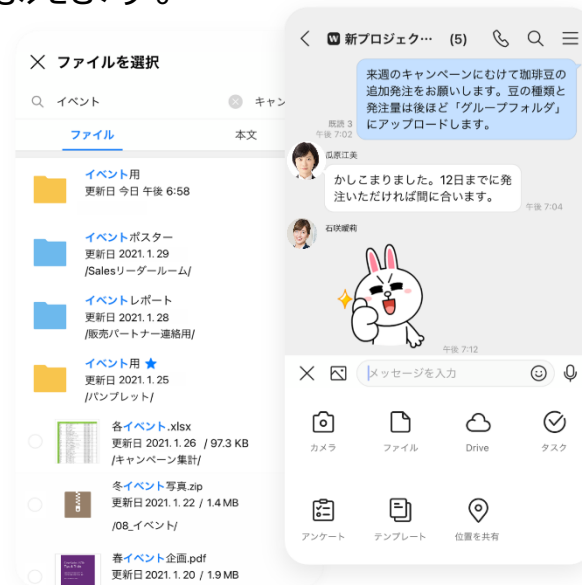 ファイルを選択
イベント
キャン
ファイル
本文
イベント用
更新日 今日 午後 6:58
イベントポスター
更新日 2021.1.29
/Salesリーダールーム/
イベントレポート
更新日 2021.1.28
/販売パートナー連絡用/
イベント用 ★
更新日 2021.1.25
/パンプレット/
各イベント.xlsx
更新日 2021.1.26 / 97.3 KB
/キャンペーン集計/
冬イベント写真.zip
更新日 2021.1.22 / 1.4 MB
/08_イベント/
春イベント企画.pdf
更新日 2021.1.20 / 1.9 MB
W 新プロジェク… (5)
来週のキャンペーンにむけて珈琲豆の
追加発注をお願いします。豆の種類と
発注量は後ほど「グループフォルダ」
にアップロードします。
既読 3
午後 7:02
瓜原江美
かしこまりました。12日までに発
注いただければ間に合います。
午後 7:04
石咲曜莉
午後 7:12
メッセージを入力
カメラ
ファイル
Drive
タスク
アンケート
テンプレート
位置を共有